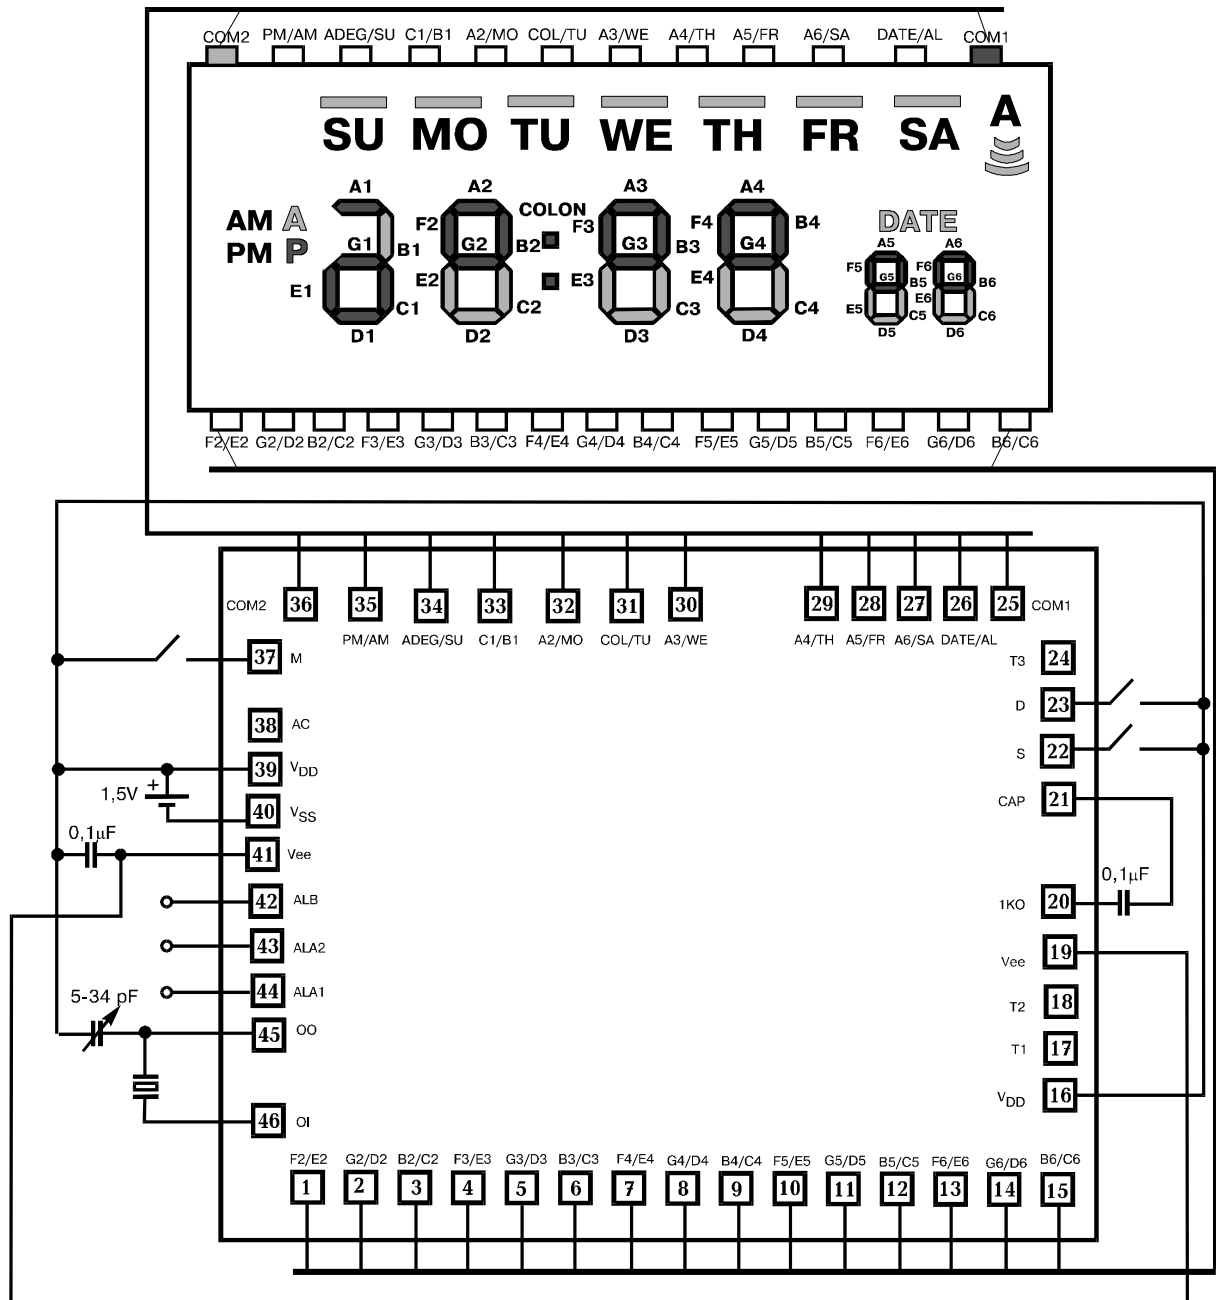 COM2 PM/AM ADEG/SU C1/B1 A2/MO COL/TU A3/WE A4/TH A5/FR A6/SA DATE/AL COM1
SU MO TU WE TH FR SA A
A1 A2 A3 A4
AM A F2 COLON F3 F4 B4 DATE
PM P G1 B1 G2 B2 G3 B3 G4 A5 A6
F5 G5 B5 F6 G6 B6
E1 C1 E2 C2 E3 C3 E4 C4 E5 C5 E6 C6
D1 D2 D3 D4 D5 D6
F2/E2 G2/D2 B2/C2 F3/E3 G3/D3 B3/C3 F4/E4 G4/D4 B4/C4 F5/E5 G5/D5 B5/C5 F6/E6 G6/D6 B6/C6
COM2 36 35 34 33 32 31 30 29 28 27 26 25 COM1
PM/AM ADEG/SU C1/B1 A2/MO COL/TU A3/WE A4/TH A5/FR A6/SA DATE/AL
37 M T3 24
D 23
38 AC
S 22
39 VDD
1,5V + 40 VSS CAP 21
0,1µF 41 Vee
0,1µF
42 ALB 1KO 20
43 ALA2 Vee 19
44 ALA1 T2 18
5-34 pF 45 OO T1 17
VDD 16
46 OI
F2/E2 G2/D2 B2/C2 F3/E3 G3/D3 B3/C3 F4/E4 G4/D4 B4/C4 F5/E5 G5/D5 B5/C5 F6/E6 G6/D6 B6/C6
1 2 3 4 5 6 7 8 9 10 11 12 13 14 15